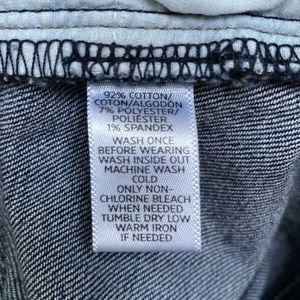 92% COTTON/
COTON/ALGODÓN
7% POLYESTER/
POLIÉSTER
1% SPANDEX
WASH ONCE
BEFORE WEARING
WASH INSIDE OUT
MACHINE WASH
COLD
ONLY NON-
CHLORINE BLEACH
WHEN NEEDED
TUMBLE DRY LOW
WARM IRON
IF NEEDED